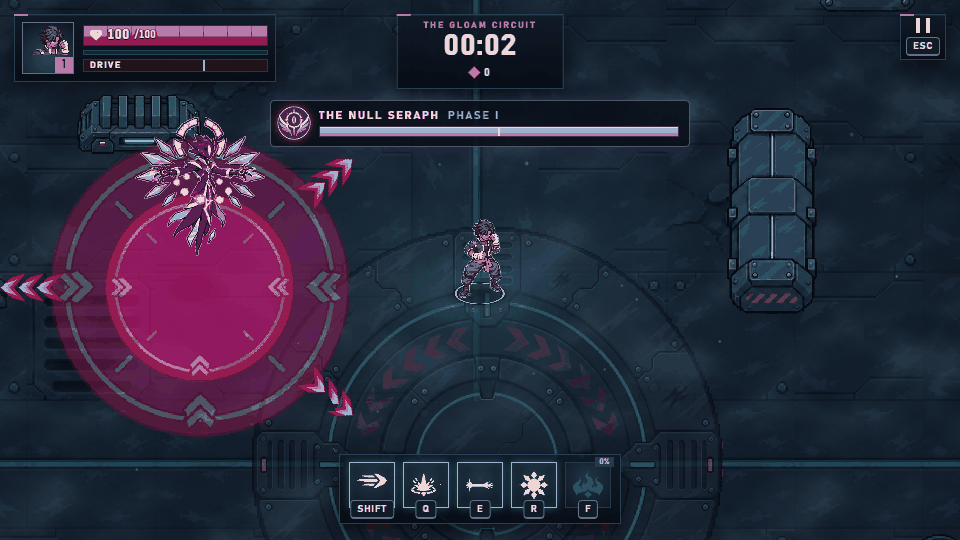 100 /100
1
DRIVE
THE GLOAM CIRCUIT
00:02
0
ESC
THE NULL SERAPH PHASE I
0%
SHIFT
Q
E
R
F